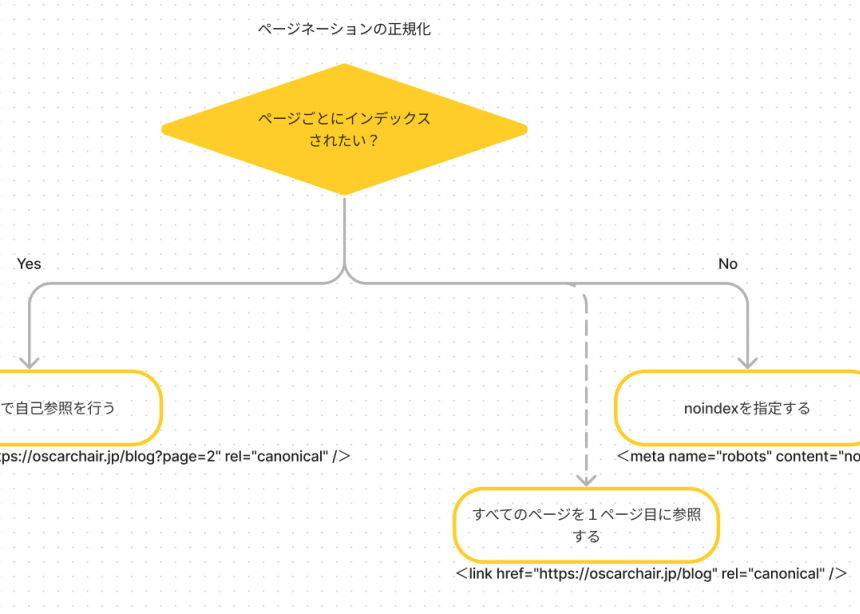 ページネーションの正規化
ページごとにインデックス
されたい？
Yes
No
で自己参照を行う
noindexを指定する
tps://oscarchair.jp/blog?page=2" rel="canonical" />
<meta name="robots" content="no
すべてのページを１ページ目に参照
する
<link href="https://oscarchair.jp/blog" rel="canonical" />